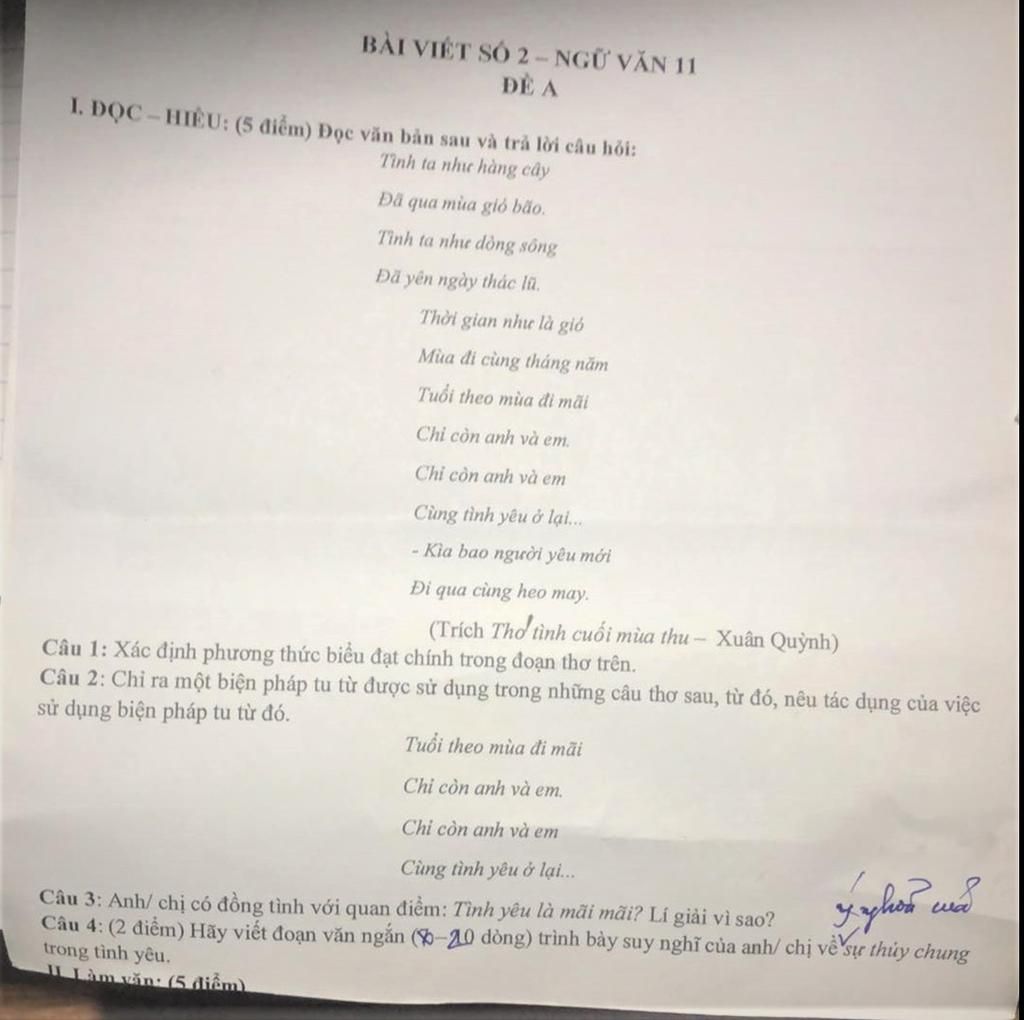 BÀI VIẾT SỐ 2 – NGỮ VĂN 11
ĐỀ A
I. ĐỌC – HIỂU: (5 điểm) Đọc văn bản sau và trả lời câu hỏi:
Tình ta như hàng cây
Đã qua mùa gió bão.
Tình ta như dòng sông
Đã yên ngày thác lũ.
Thời gian như là gió
Mùa đi cùng tháng năm
Tuổi theo mùa đi mãi
Chỉ còn anh và em.
Chỉ còn anh và em
Cùng tình yêu ở lại...
- Kìa bao người yêu mới
Đi qua cùng heo may.
(Trích Thơ tình cuối mùa thu – Xuân Quỳnh)
Câu 1: Xác định phương thức biểu đạt chính trong đoạn thơ trên.
Câu 2: Chỉ ra một biện pháp tu từ được sử dụng trong những câu thơ sau, từ đó, nêu tác dụng của việc
sử dụng biện pháp tu từ đó.
Tuổi theo mùa đi mãi
Chỉ còn anh và em.
Chỉ còn anh và em
Cùng tình yêu ở lại...
Câu 3: Anh/ chị có đồng tình với quan điểm: Tình yêu là mãi mãi? Lí giải vì sao?
ý nghĩa của
Câu 4: (2 điểm) Hãy viết đoạn văn ngắn (-20 dòng) trình bày suy nghĩ của anh/ chị về sự thủy chung
trong tình yêu.
II. Làm văn: (5 điểm)